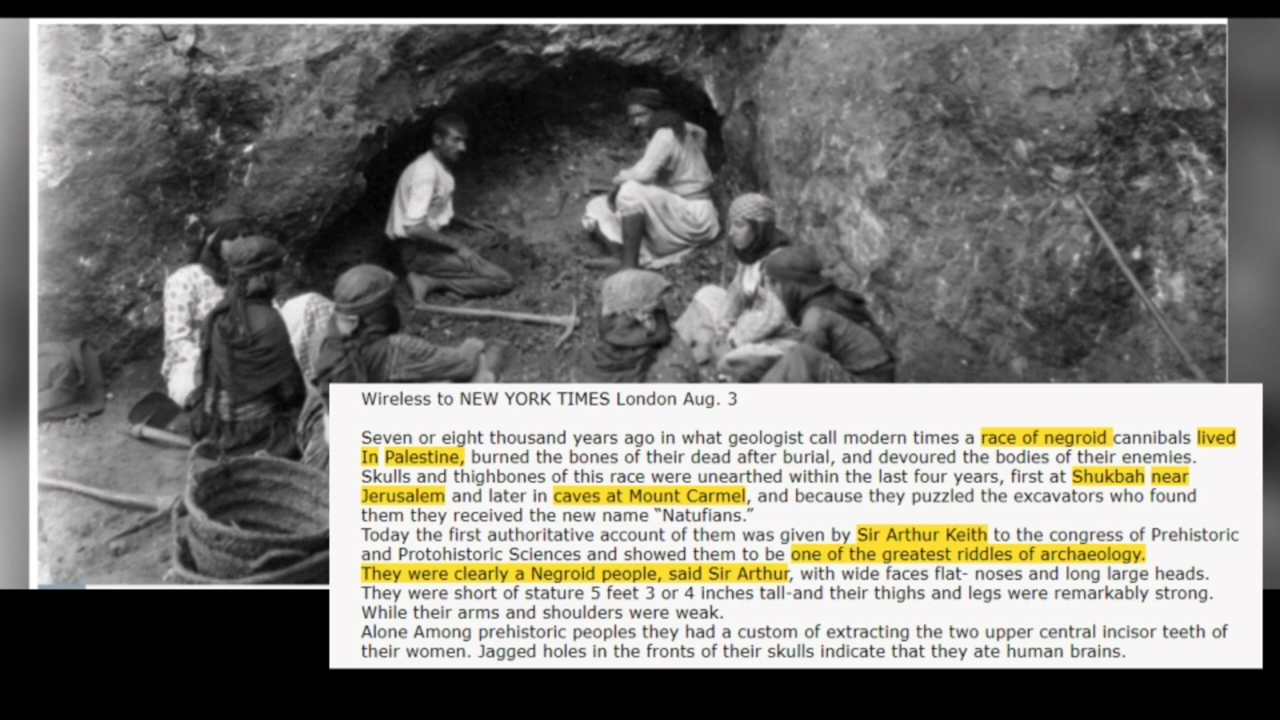 Wireless to NEW YORK TIMES London Aug. 3
Seven or eight thousand years ago in what geologist call modern times a race of negroid cannibals lived
In Palestine, burned the bones of their dead after burial, and devoured the bodies of their enemies.
Skulls and thighbones of this race were unearthed within the last four years, first at Shukbah near
Jerusalem and later in caves at Mount Carmel, and because they puzzled the excavators who found
them they received the new name “Natufians.”
Today the first authoritative account of them was given by Sir Arthur Keith to the congress of Prehistoric
and Protohistoric Sciences and showed them to be one of the greatest riddles of archaeology.
They were clearly a Negroid people, said Sir Arthur, with wide faces flat- noses and long large heads.
They were short of stature 5 feet 3 or 4 inches tall-and their thighs and legs were remarkably strong.
While their arms and shoulders were weak.
Alone Among prehistoric peoples they had a custom of extracting the two upper central incisor teeth of
their women. Jagged holes in the fronts of their skulls indicate that they ate human brains.